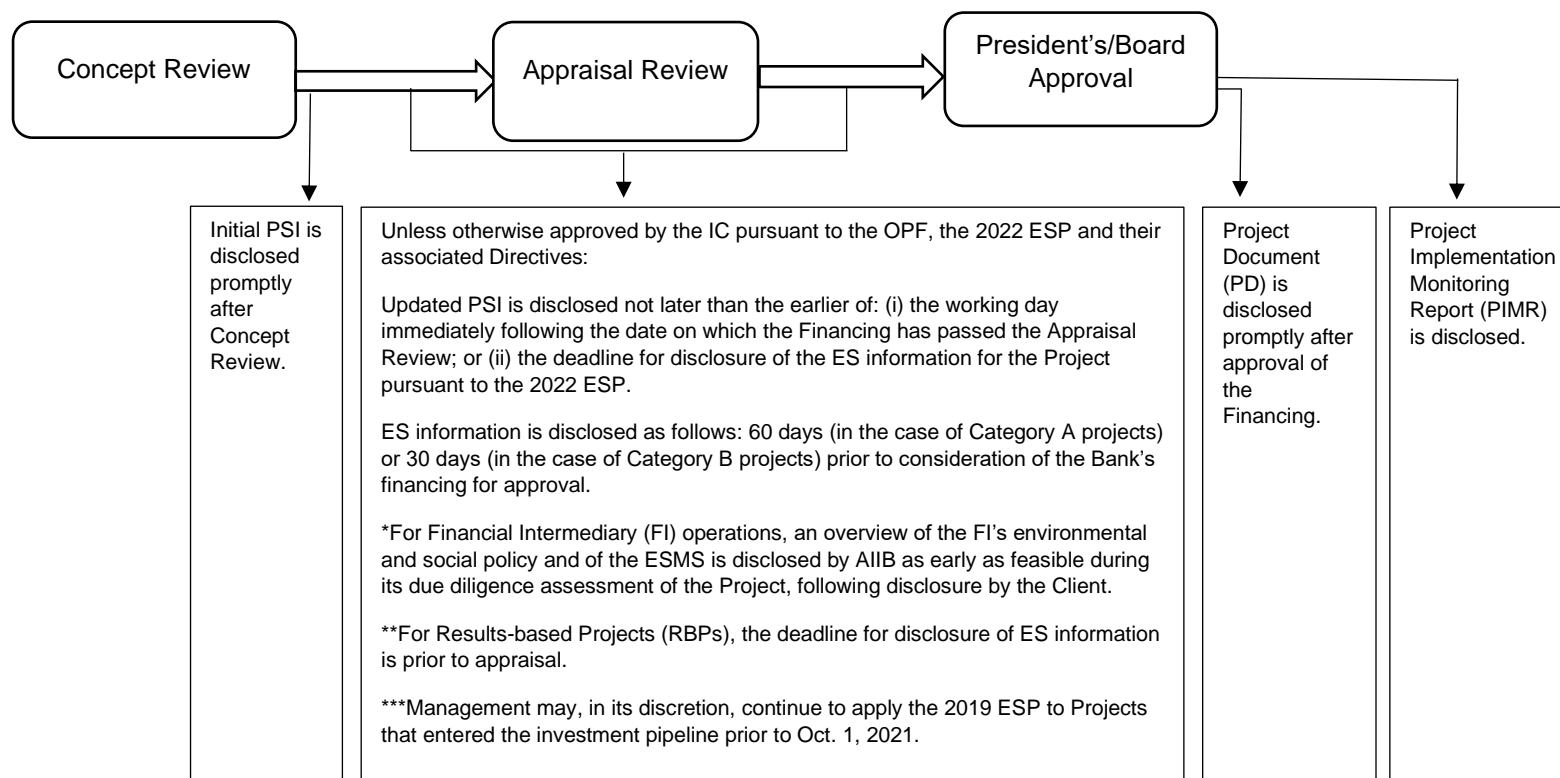 Concept Review
Appraisal Review
President’s/Board
Approval
Initial PSI is
disclosed
promptly
after
Concept
Review.
Unless otherwise approved by the IC pursuant to the OPF, the 2022 ESP and their
associated Directives:
Updated PSI is disclosed not later than the earlier of: (i) the working day
immediately following the date on which the Financing has passed the Appraisal
Review; or (ii) the deadline for disclosure of the ES information for the Project
pursuant to the 2022 ESP.
ES information is disclosed as follows: 60 days (in the case of Category A projects)
or 30 days (in the case of Category B projects) prior to consideration of the Bank’s
financing for approval.
*For Financial Intermediary (FI) operations, an overview of the FI’s environmental
and social policy and of the ESMS is disclosed by AIIB as early as feasible during
its due diligence assessment of the Project, following disclosure by the Client.
**For Results-based Projects (RBPs), the deadline for disclosure of ES information
is prior to appraisal.
***Management may, in its discretion, continue to apply the 2019 ESP to Projects
that entered the investment pipeline prior to Oct. 1, 2021.
Project
Document
(PD) is
disclosed
promptly after
approval of
the
Financing.
Project
Implementation
Monitoring
Report (PIMR)
is disclosed.